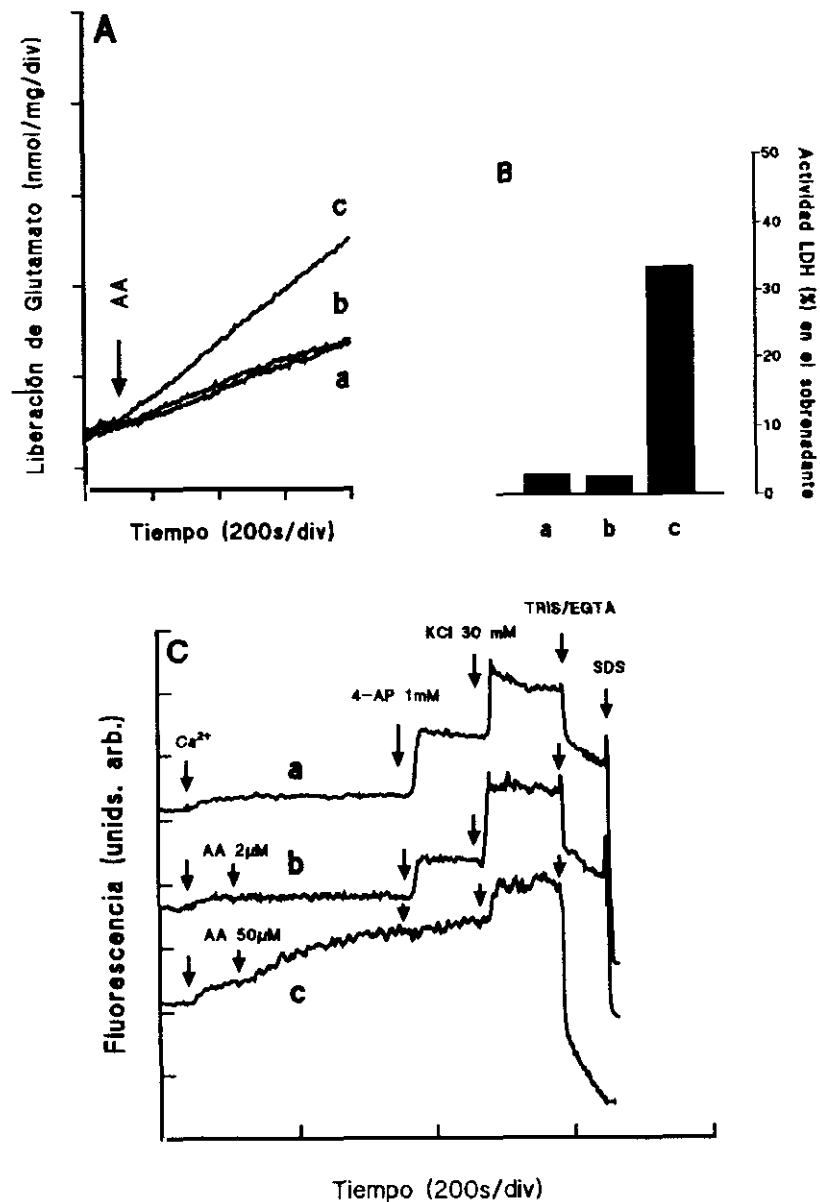 A
Liberación de Glutamato (nmol/mg/div)
AA
c
b
a
Tiempo (200s/div)
B
50
40
30
20
10
0
Actividad LDH (%) en el sobrenadante
a b c
C
Fluorescencia (unids. arb.)
Ca²⁺
4-AP 1mM
KCl 30 mM
TRIS/EGTA
SDS
a
AA 2µM
b
AA 50µM
c
Tiempo (200s/div)